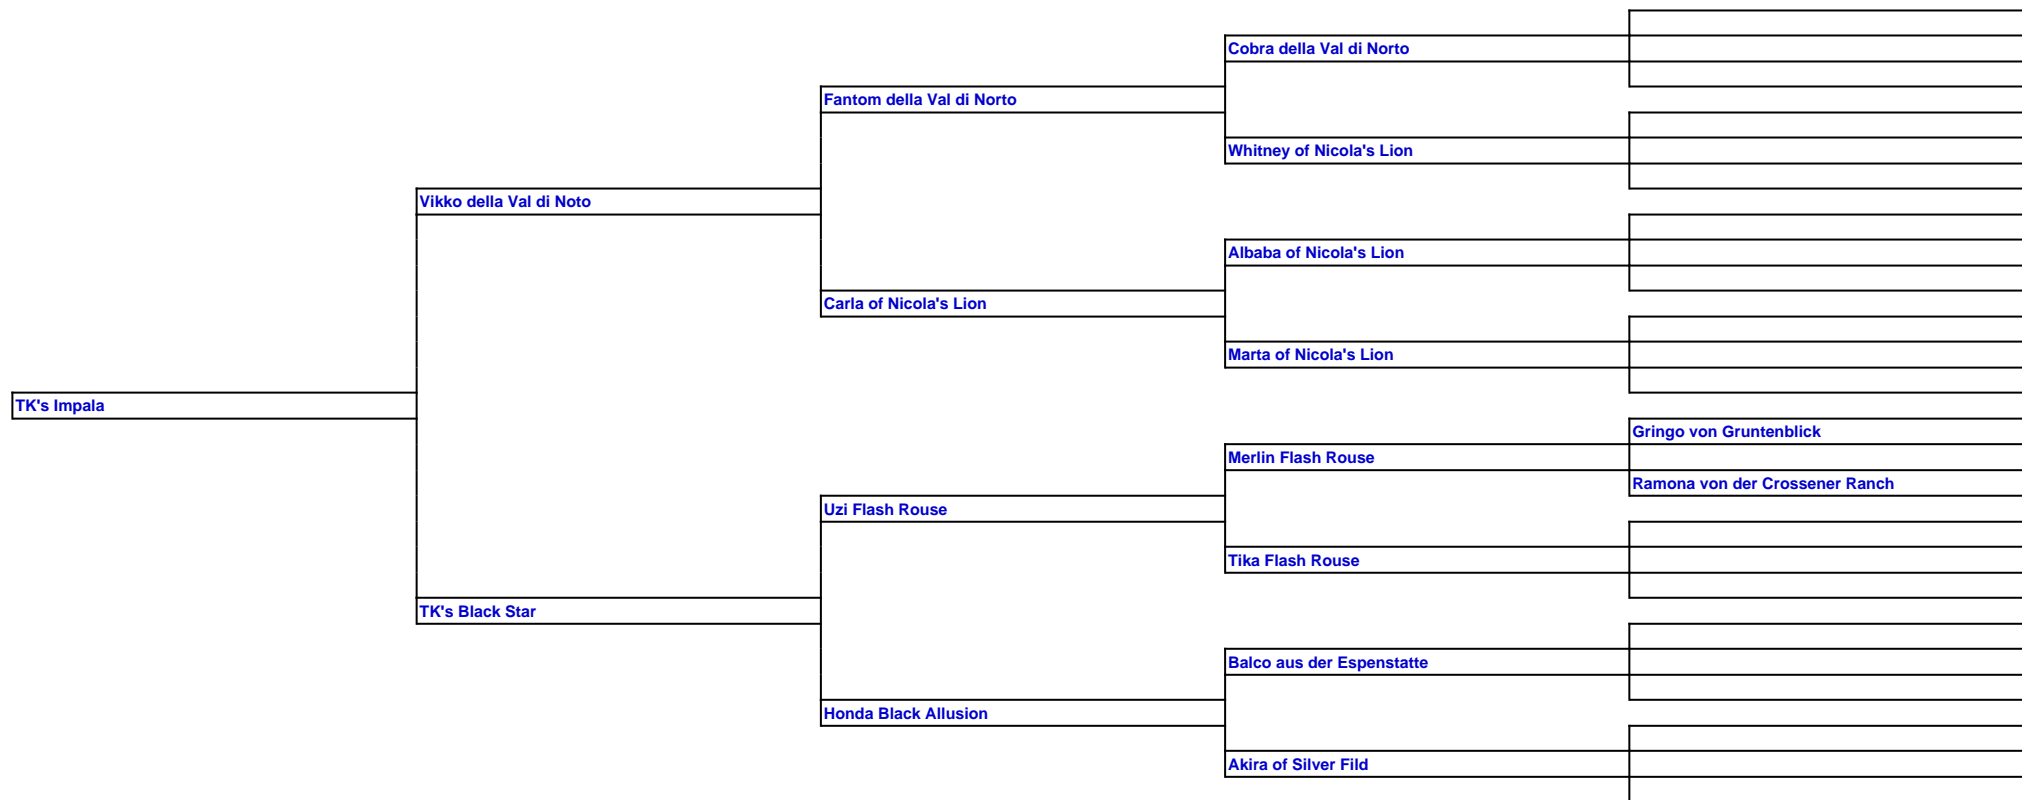 Cobra della Val di Norto
Fantom della Val di Norto
Whitney of Nicola's Lion
Vikko della Val di Noto
Albaba of Nicola's Lion
Carla of Nicola's Lion
Marta of Nicola's Lion
TK's Impala
Gringo von Gruntenblick
Merlin Flash Rouse
Ramona von der Crossener Ranch
Uzi Flash Rouse
Tika Flash Rouse
TK's Black Star
Balco aus der Espenstatte
Honda Black Allusion
Akira of Silver Fild